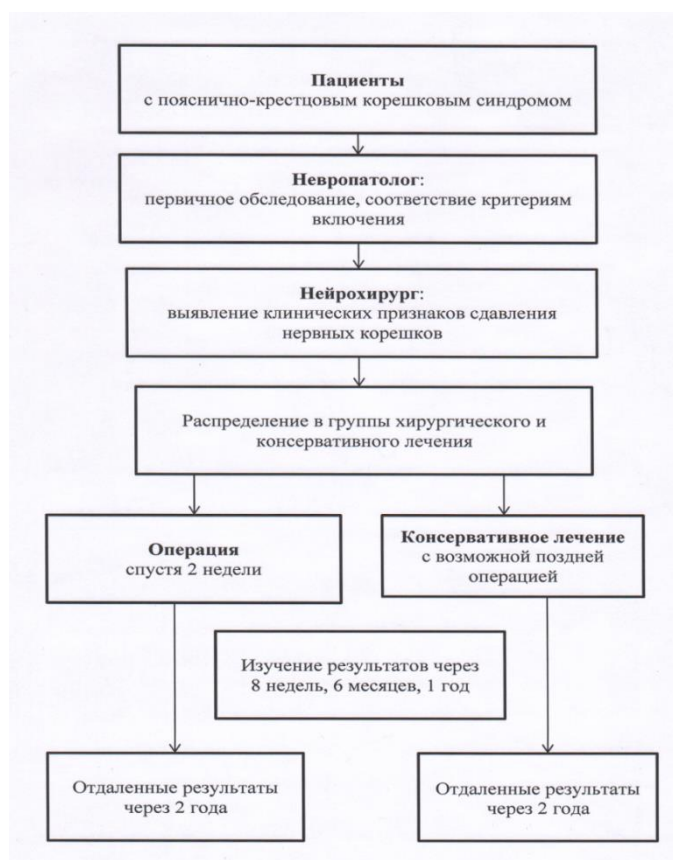 Пациенты
с пояснично-крестцовым корешковым синдромом
Невропатолог:
первичное обследование, соответствие критериям
включения
Нейрохирург:
выявление клинических признаков сдавления
нервных корешков
Распределение в группы хирургического и
консервативного лечения
Операция
спустя 2 недели
Консервативное лечение
с возможной поздней
операцией
Изучение результатов через
8 недель, 6 месяцев, 1 год
Отдаленные результаты
через 2 года
Отдаленные результаты
через 2 года